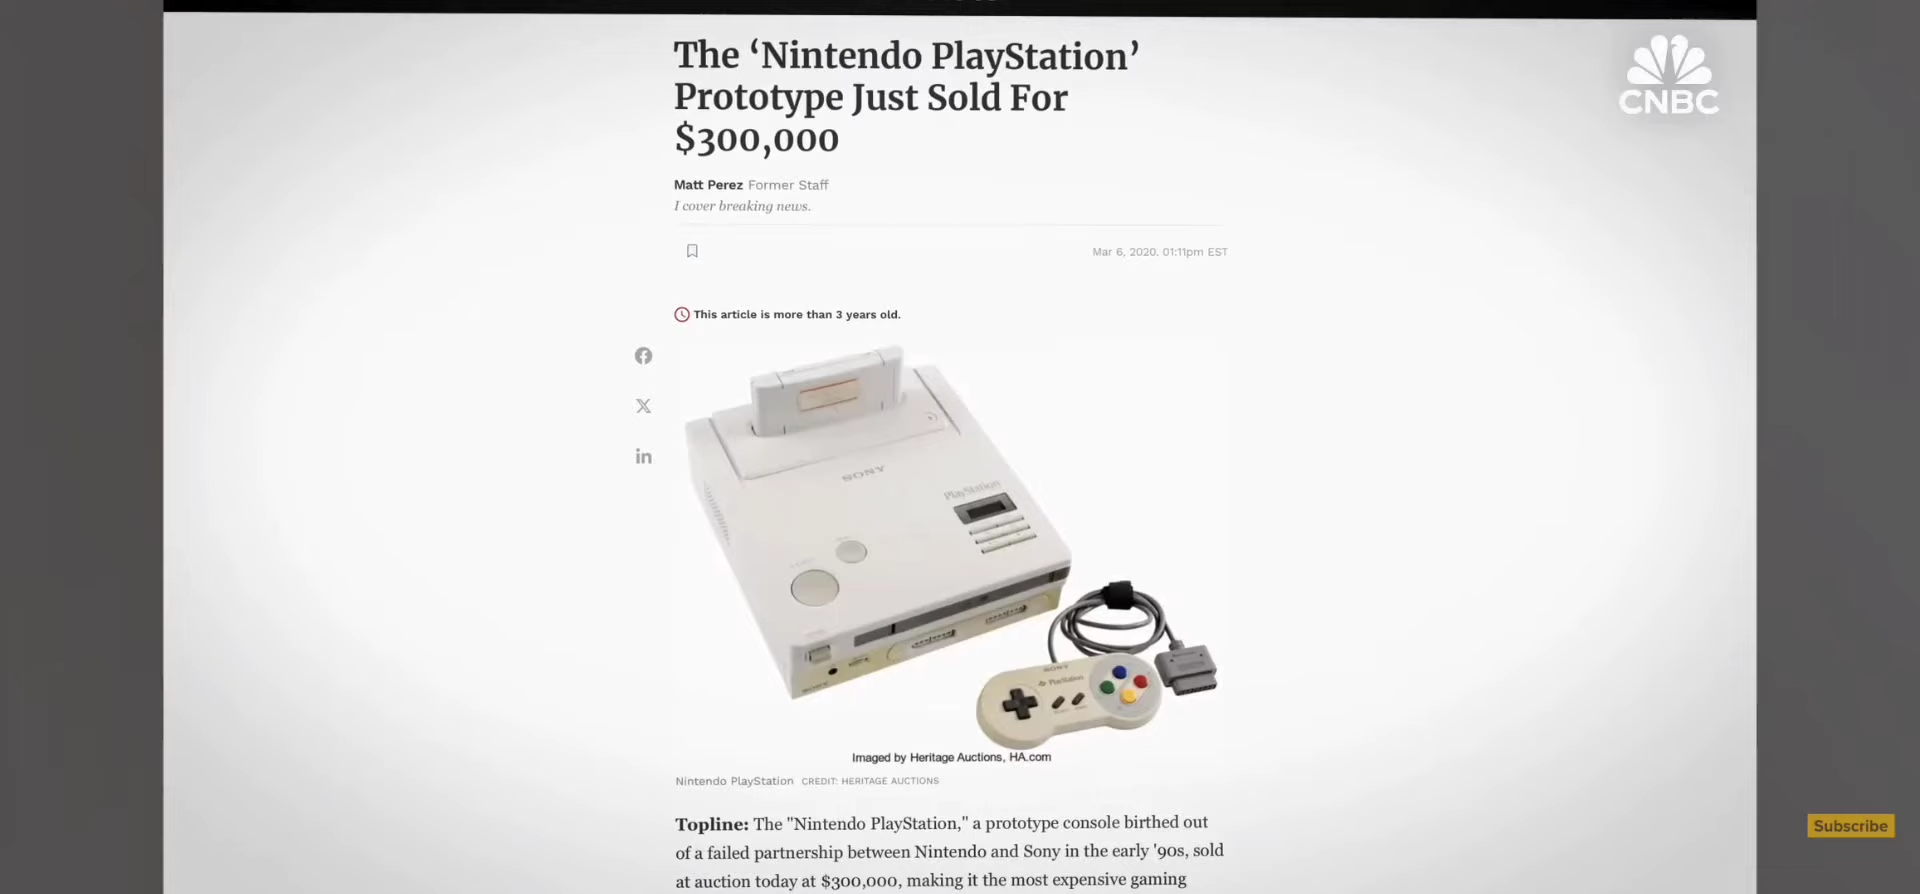 The ‘Nintendo PlayStation’
Prototype Just Sold For
$300,000
CNBC
Matt Perez Former Staff
I cover breaking news.
Mar 6, 2020, 01:11pm EST
This article is more than 3 years old.
SONY
PlayStation
SONY
SONY
PlayStation
Imaged by Heritage Auctions, HA.com
Nintendo PlayStation CREDIT: HERITAGE AUCTIONS
Topline: The "Nintendo PlayStation," a prototype console birthed out
of a failed partnership between Nintendo and Sony in the early '90s, sold
at auction today at $300,000, making it the most expensive gaming
Subscribe